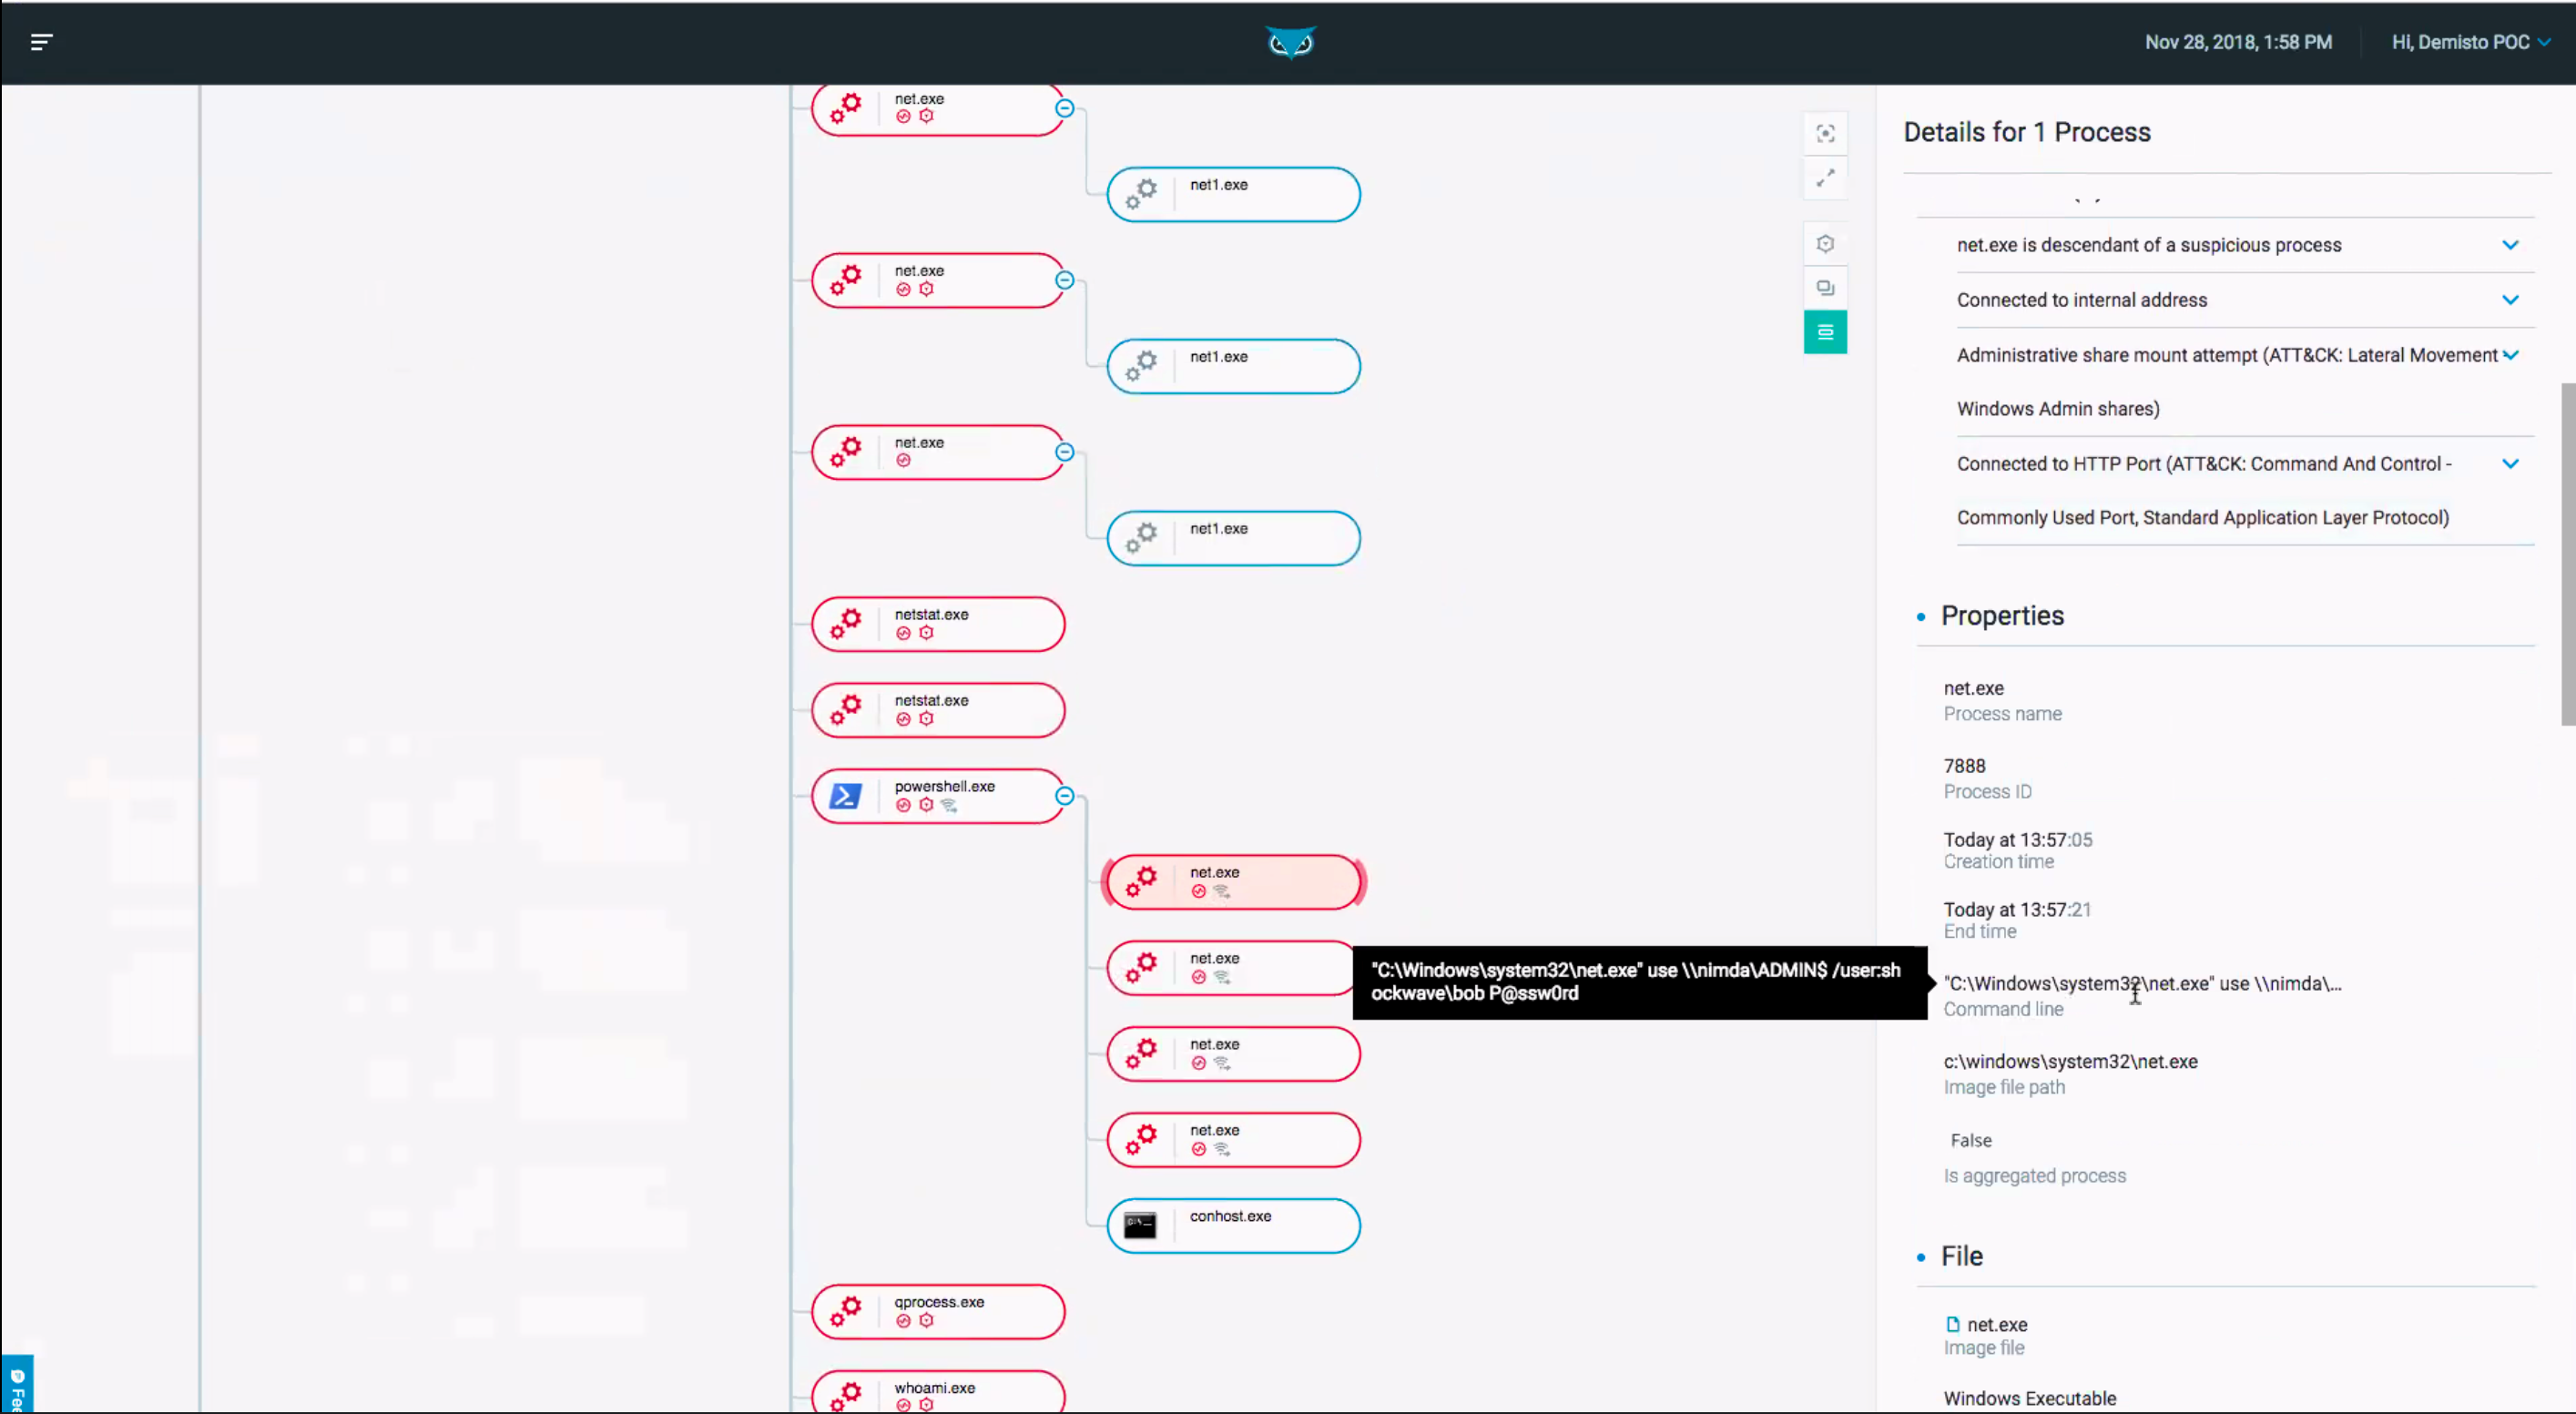 Nov 28, 2018, 1:58 PM
Hi, Demisto POC
net.exe
net1.exe
net.exe
net1.exe
net.exe
net1.exe
netstat.exe
netstat.exe
powershell.exe
net.exe
net.exe
net.exe
net.exe
conhost.exe
qprocess.exe
whoami.exe
"C:\Windows\system32\net.exe" use \\nimda\ADMIN$ /user:sh
ockwave\bob P@ssw0rd
Details for 1 Process
net.exe is descendant of a suspicious process
Connected to internal address
Administrative share mount attempt (ATT&CK: Lateral Movement
Windows Admin shares)
Connected to HTTP Port (ATT&CK: Command And Control -
Commonly Used Port, Standard Application Layer Protocol)
Properties
net.exe
Process name
7888
Process ID
Today at 13:57:05
Creation time
Today at 13:57:21
End time
"C:\Windows\system32\net.exe" use \\nimda\...
Command line
c:\windows\system32\net.exe
Image file path
False
Is aggregated process
File
net.exe
Image file
Windows Executable